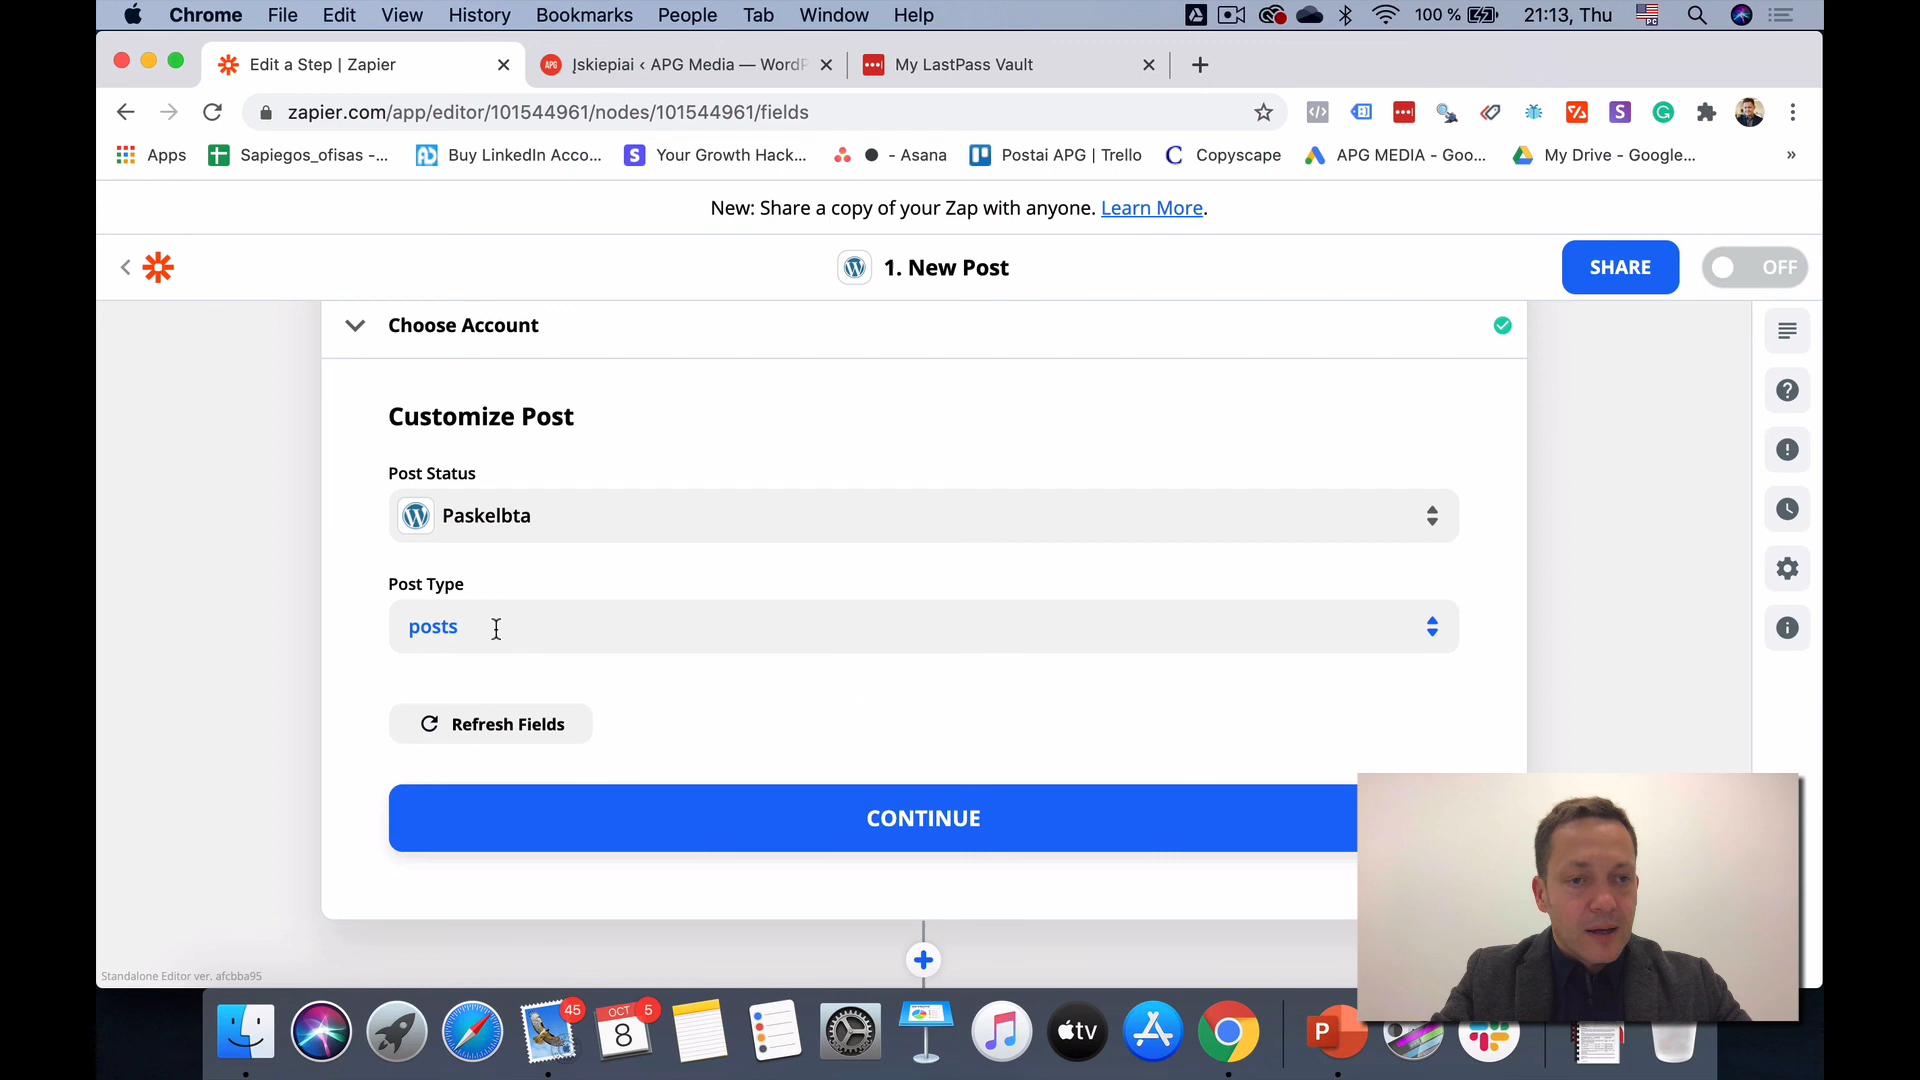 Chrome File Edit View History Bookmarks People Tab Window Help 100 % 21:13, Thu
Edit a Step | Zapier APG Įskiepiai ‹ APG Media — WordP My LastPass Vault
zapier.com/app/editor/101544961/nodes/101544961/fields
Apps Sapiegos_ofisas -... Buy LinkedIn Acco... S Your Growth Hack... - Asana Postai APG | Trello C Copyscape APG MEDIA - Goo... My Drive - Google... »
New: Share a copy of your Zap with anyone. Learn More.
1. New Post SHARE OFF
Choose Account
Customize Post
Post Status
Paskelbta
Post Type
posts
Refresh Fields
CONTINUE
Standalone Editor ver. afcbba95
45 OCT 8 5 tv P